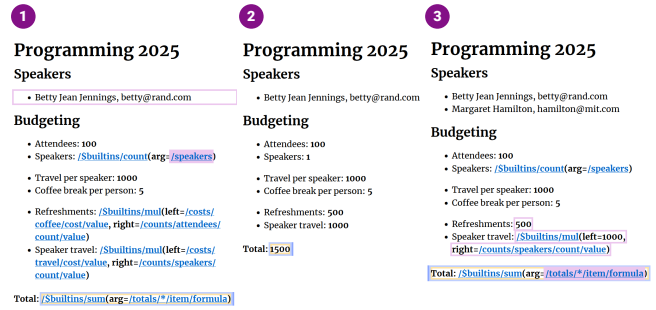 1
Programming 2025
Speakers
• Betty Jean Jennings, betty@rand.com
Budgeting
• Attendees: 100
• Speakers: /$builtins/count(arg=/speakers)
• Travel per speaker: 1000
• Coffee break per person: 5
• Refreshments: /$builtins/mul(left=/costs/
coffee/cost/value, right=/counts/attendees/
count/value)
• Speaker travel: /$builtins/mul(left=/costs/
travel/cost/value, right=/counts/speakers/
count/value)
Total: /$builtins/sum(arg=/totals/*/item/formula)
2
Programming 2025
Speakers
• Betty Jean Jennings, betty@rand.com
Budgeting
• Attendees: 100
• Speakers: 1
• Travel per speaker: 1000
• Coffee break per person: 5
• Refreshments: 500
• Speaker travel: 1000
Total: 1500
3
Programming 2025
Speakers
• Betty Jean Jennings, betty@rand.com
• Margaret Hamilton, hamilton@mit.com
Budgeting
• Attendees: 100
• Speakers: /$builtins/count(arg=/speakers)
• Travel per speaker: 1000
• Coffee break per person: 5
• Refreshments: 500
• Speaker travel: /$builtins/mul(left=1000,
right=/counts/speakers/count/value)
Total: /$builtins/sum(arg=/totals/*/item/formula)